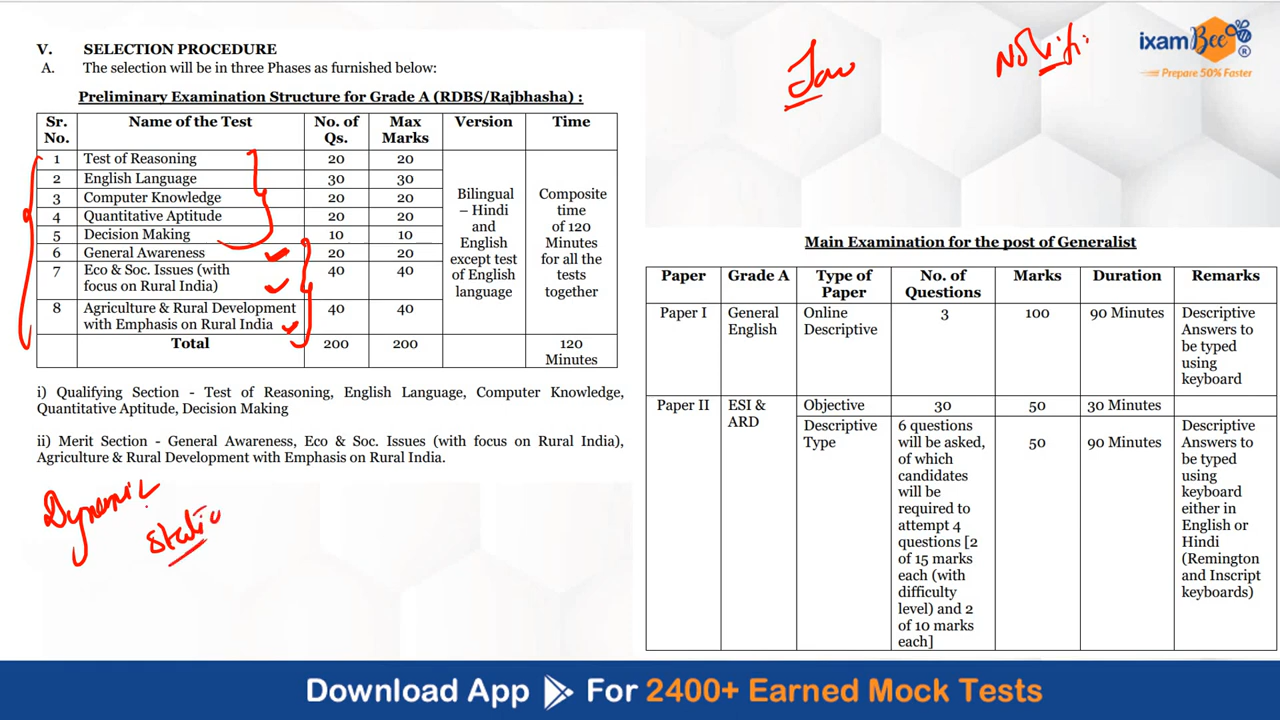 V. SELECTION PROCEDURE
A. The selection will be in three Phases as furnished below:
Preliminary Examination Structure for Grade A (RDBS/Rajbhasha) :
Sr. No. Name of the Test No. of Qs. Max Marks Version Time
1 Test of Reasoning 20 20
2 English Language 30 30
3 Computer Knowledge 20 20
4 Quantitative Aptitude 20 20
5 Decision Making 10 10
6 General Awareness 20 20
7 Eco & Soc. Issues (with
focus on Rural India) 40 40
8 Agriculture & Rural Development
with Emphasis on Rural India 40 40
Bilingual
– Hindi
and
English
except test
of English
language
Composite
time
of 120
Minutes
for all the
tests
together
Total 200 200 120
Minutes
i) Qualifying Section - Test of Reasoning, English Language, Computer Knowledge,
Quantitative Aptitude, Decision Making
ii) Merit Section - General Awareness, Eco & Soc. Issues (with focus on Rural India),
Agriculture & Rural Development with Emphasis on Rural India.
Dynamic
static
ixamBee®
Prepare 50% Faster
Main Examination for the post of Generalist
Paper Grade A Type of Paper No. of Questions Marks Duration Remarks
Paper I General
English
Online
Descriptive
3 100 90 Minutes
Descriptive
Answers to
be typed
using
keyboard
Paper II ESI &
ARD
Objective 30 50 30 Minutes
Descriptive
Type
6 questions
will be asked,
of which
candidates
will be
required to
attempt 4
questions [2
of 15 marks
each (with
difficulty
level) and 2
of 10 marks
each]
50 90 Minutes
Descriptive
Answers to
be typed
using
keyboard
either in
English or
Hindi
(Remington
and Inscript
keyboards)
Download App For 2400+ Earned Mock Tests